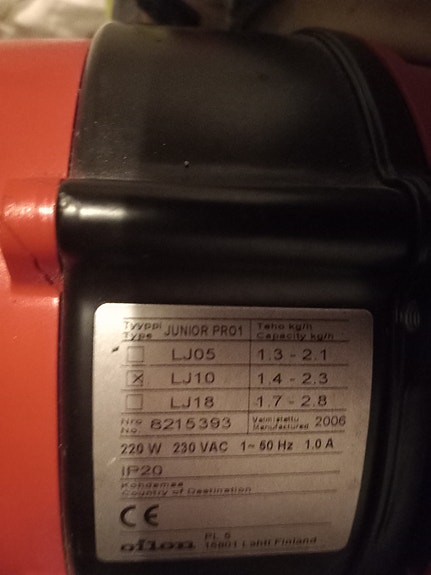 Tyyppi Type JUNIOR PRO1 Teho kg/h Capacity kg/h
LJ05 1.3 - 2.1
LJ10 1.4 - 2.3
LJ18 1.7 - 2.8
Nro No. 8215393 Valmistettu Manufactured 2006
220 W 230 VAC 1~ 50 Hz 1.0 A
IP20
Kohdemaa
Country of Destination
CE
oilon PL 5
15801 Lahti Finland